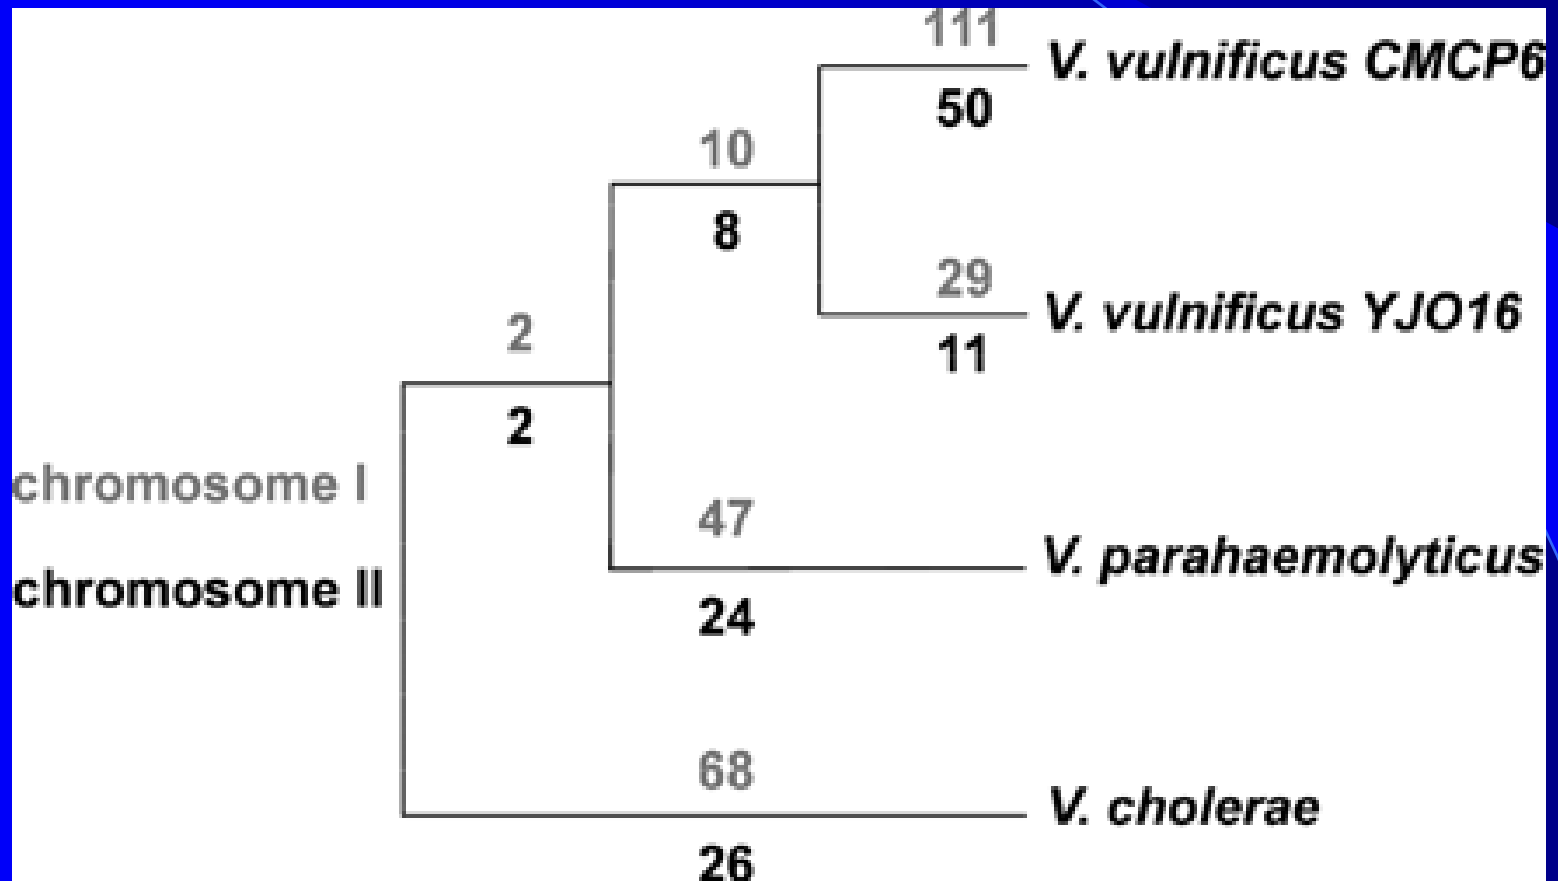 111
V. vulnificus CMCP6
50
10
8
29
V. vulnificus YJO16
11
2
2
chromosome I
47
V. parahaemolyticus
chromosome II
24
68
V. cholerae
26